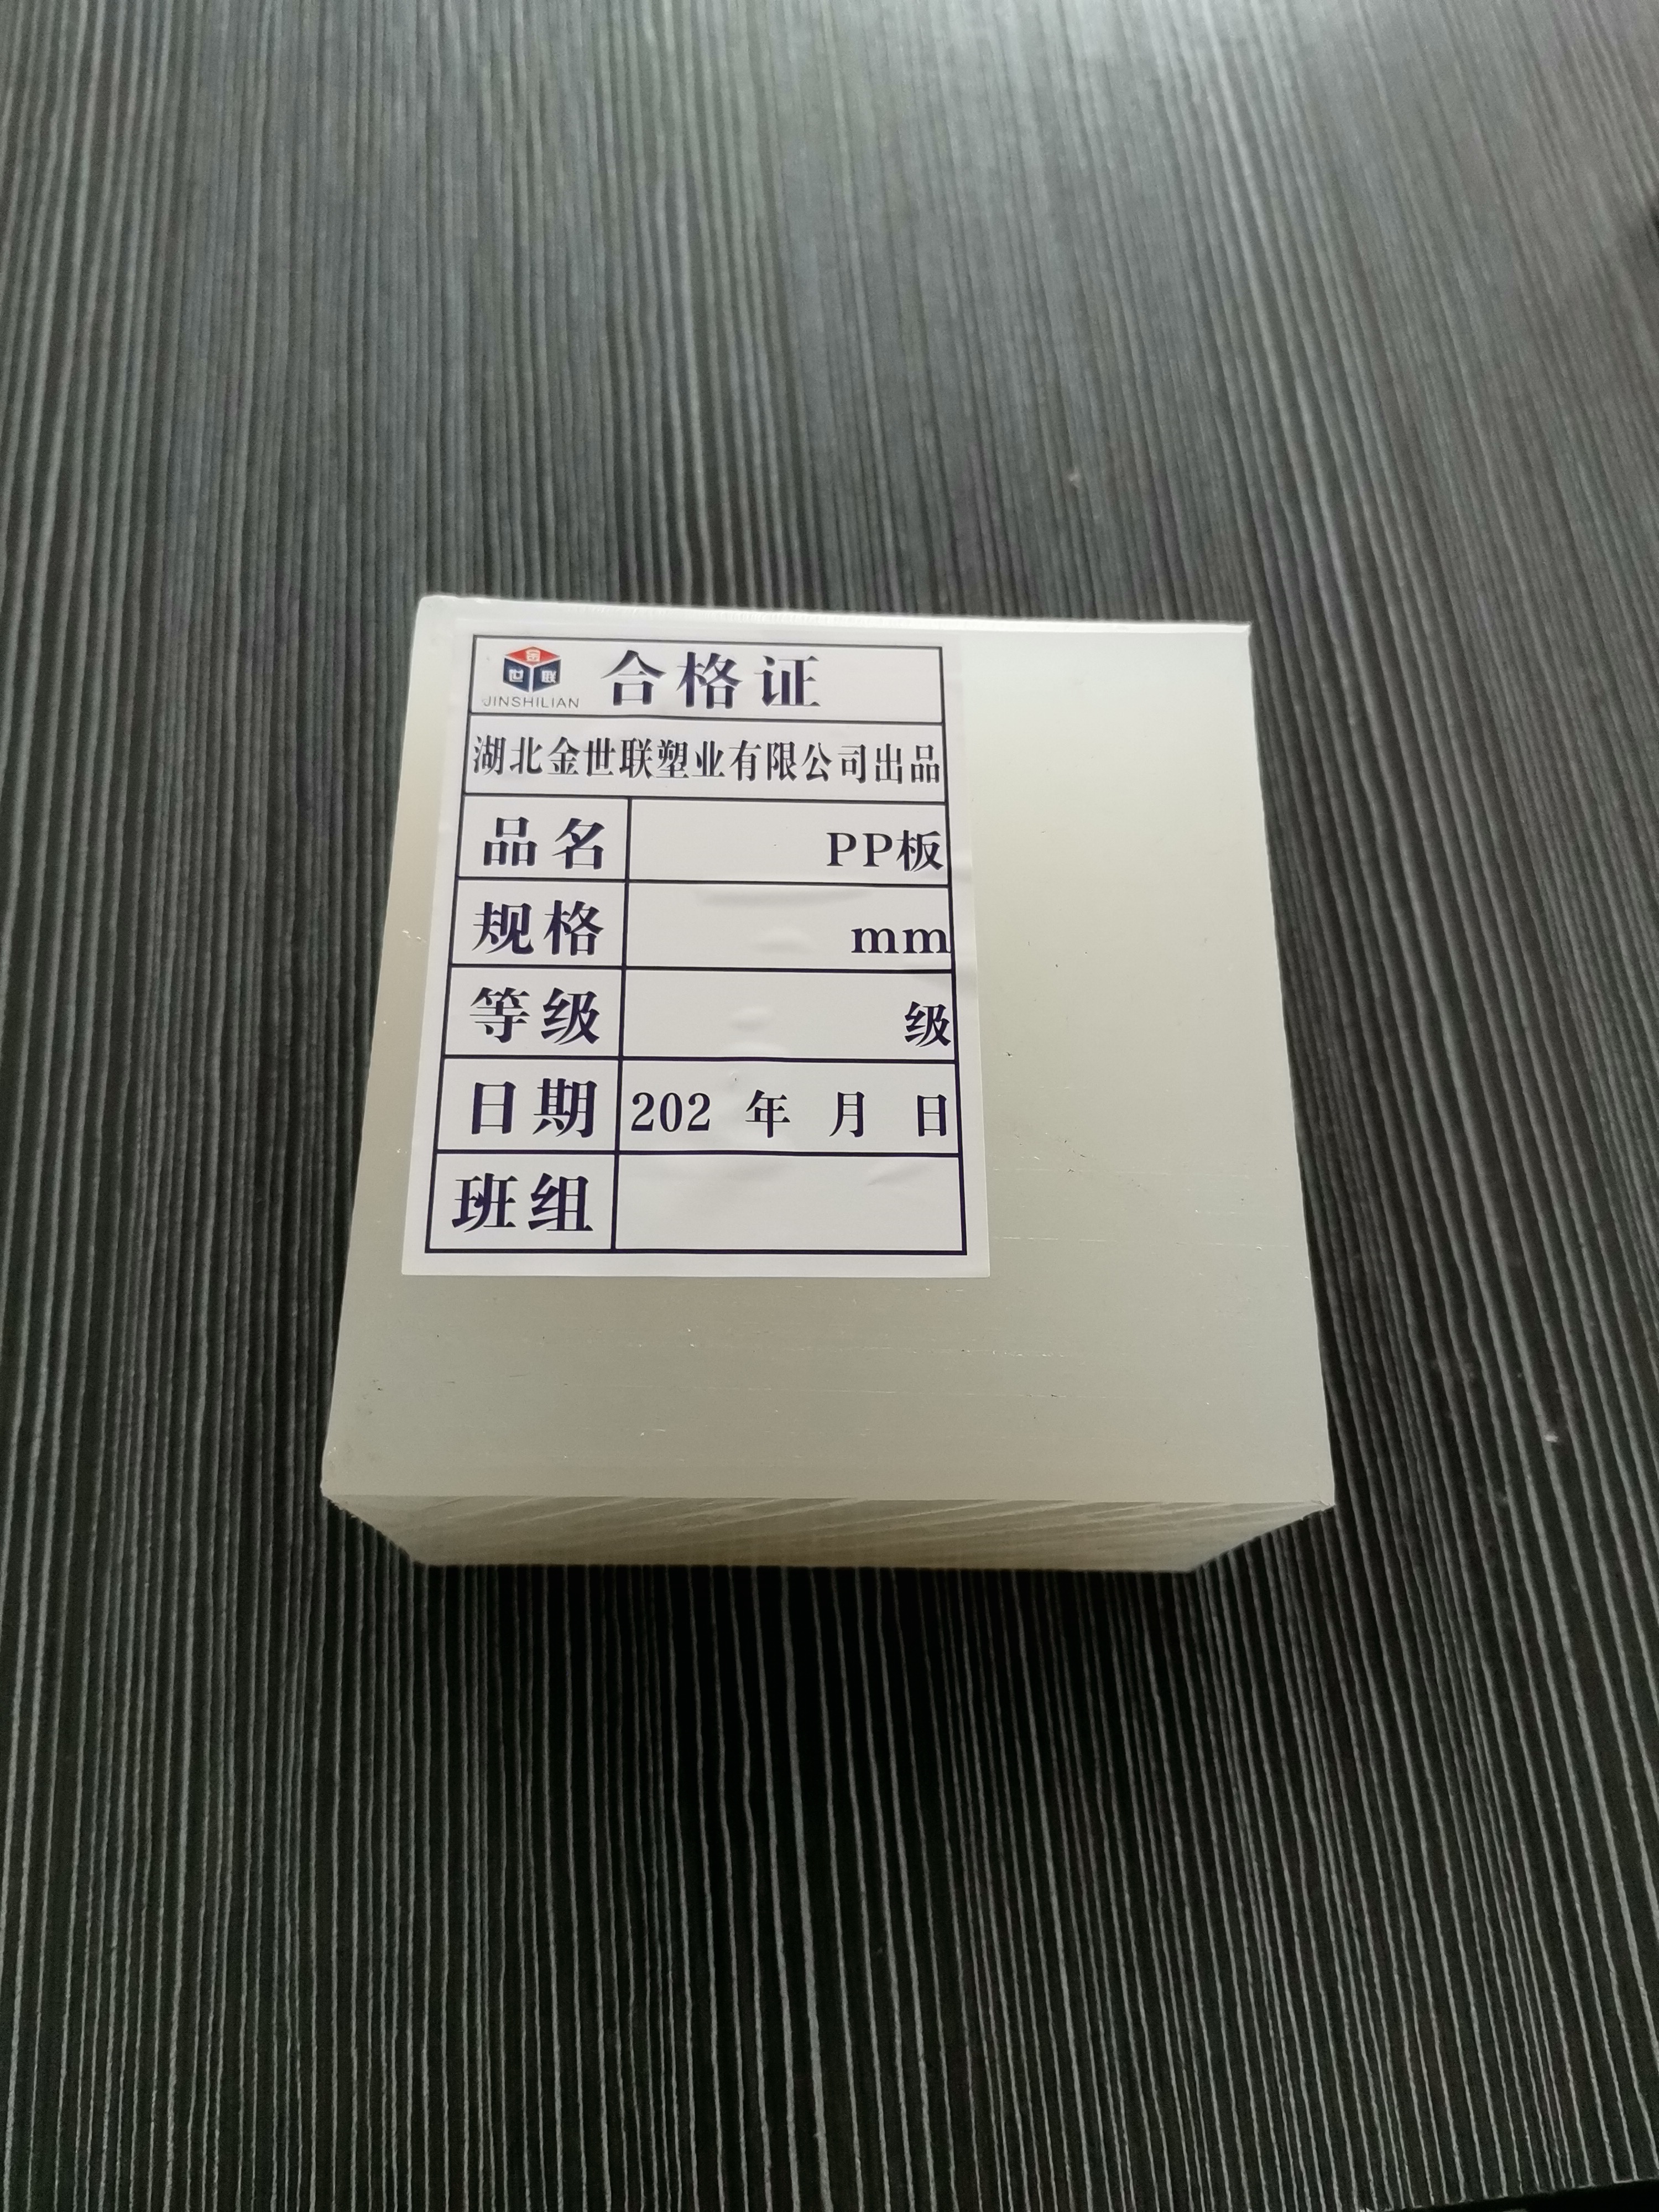 金
世 联
JINSHILIAN
合格证
湖北金世联塑业有限公司出品
品名 PP板
规格 mm
等级 级
日期 202 年 月 日
班组